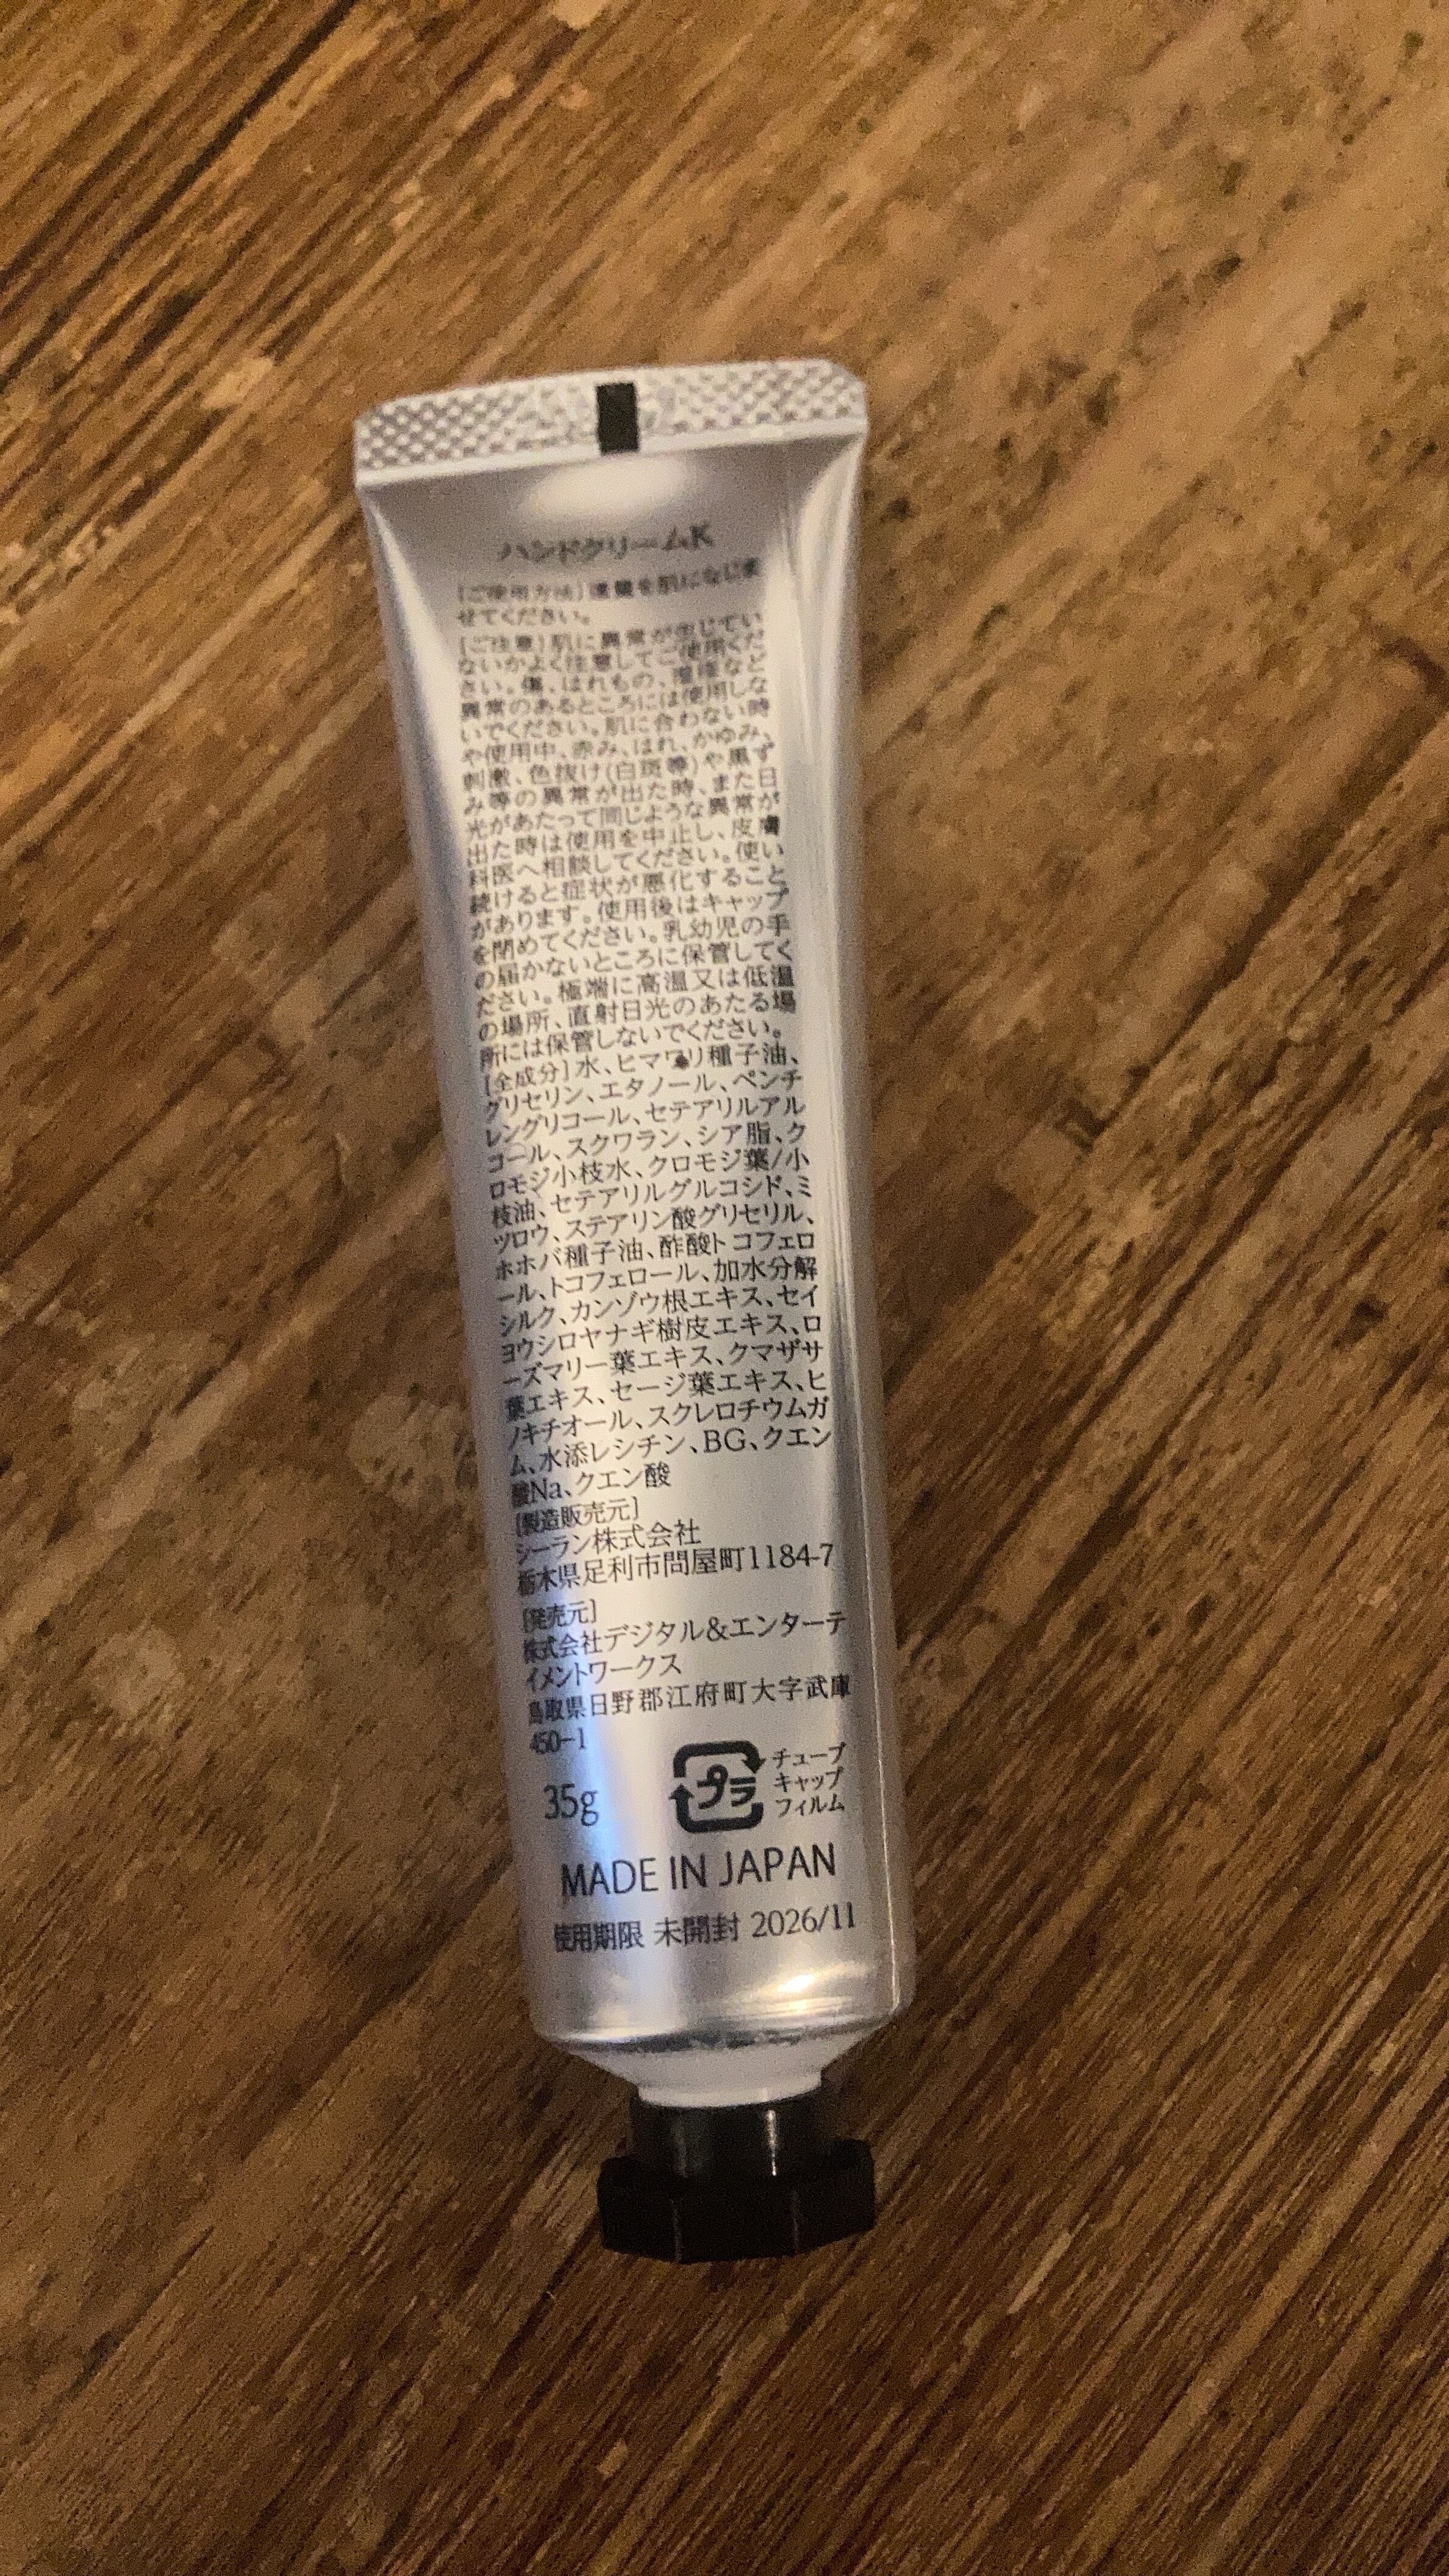 ハンドクリームK
[ご使用方法]適量を肌になじま
せてください。
[ご注意]肌に異常が生じてい
ないかよく注意してご使用くだ
さい。傷、はれもの、湿疹など
異常のあるところには使用しな
いでください。肌に合わない時
や使用中、赤み、はれ、かゆみ、
刺激、色抜け(白斑等)や黒ず
み等の異常が出た時、また日
光があたって同じような異常が
出た時は使用を中止し、皮膚
科医へ相談してください。使い
続けると症状が悪化すること
があります。使用後はキャップ
を閉めてください。乳幼児の手
の届かないところに保管してく
ださい。極端に高温又は低温
の場所、直射日光のあたる場
所には保管しないでください。
[全成分]水、ヒマワリ種子油、
グリセリン、エタノール、ペンチ
レングリコール、セテアリルアル
コール、スクワラン、シア脂、ク
ロモジ小枝水、クロモジ葉/小
枝油、セテアリルグルコシド、ミ
ツロウ、ステアリン酸グリセリル、
ホホバ種子油、酢酸トコフェロ
ール、トコフェロール、加水分解
シルク、カンゾウ根エキス、セイ
ヨウシロヤナギ樹皮エキス、ロ
ーズマリー葉エキス、クマザサ
葉エキス、セージ葉エキス、ヒ
ノキチオール、スクレロチウムガ
ム、水添レシチン、BG、クエン
酸Na、クエン酸
[製造販売元]
シーラン株式会社
栃木県足利市問屋町1184-7
[発売元]
株式会社デジタル&エンターテ
イメントワークス
鳥取県日野郡江府町大字武庫
450-1
35g
プラ
チューブ
キャップ
フィルム
MADE IN JAPAN
使用期限 未開封 2026/11